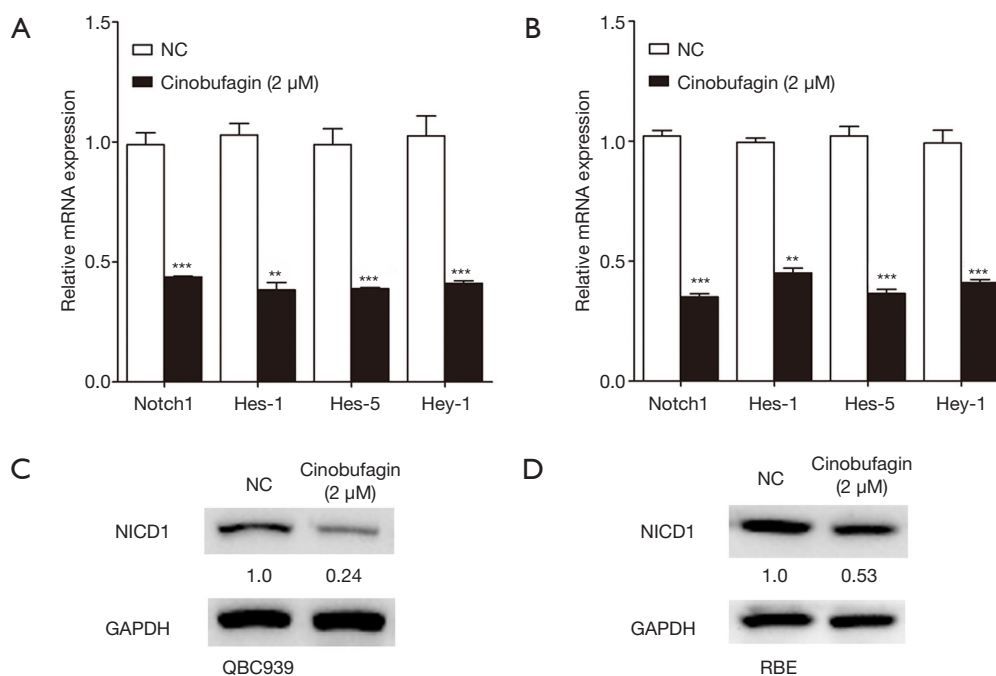 A
1.5
1.0
0.5
0.0
Relative mRNA expression
NC
Cinobufagin (2 μM)
***
**
***
***
Notch1 Hes-1 Hes-5 Hey-1
B
1.5
1.0
0.5
0.0
Relative mRNA expression
NC
Cinobufagin (2 μM)
***
**
***
***
Notch1 Hes-1 Hes-5 Hey-1
C
NC
Cinobufagin
(2 μM)
NICD1
1.0 0.24
GAPDH
QBC939
D
NC
Cinobufagin
(2 μM)
NICD1
1.0 0.53
GAPDH
RBE